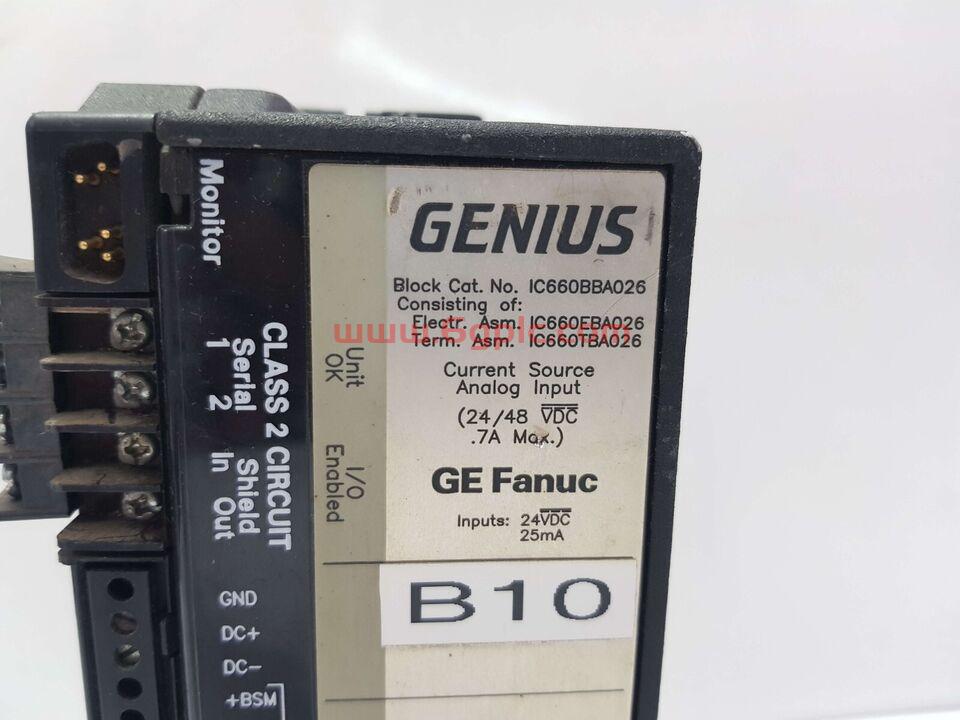 Monitor
GENIUS
Block Cat. No. IC660BBA026
Consisting of:
Electr. Asm. IC660EBA026
www.6gplc.com
Term. Asm. IC660TBA026
Current Source
Analog Input
(24/48 VDC
.7A Max.)
GE Fanuc
Inputs: 24VDC
25mA
B10
Unit
OK
I/O
Enabled
CLASS 2 CIRCUIT
Serial Shield
1 2 In Out
GND
DC+
DC-
+BSM